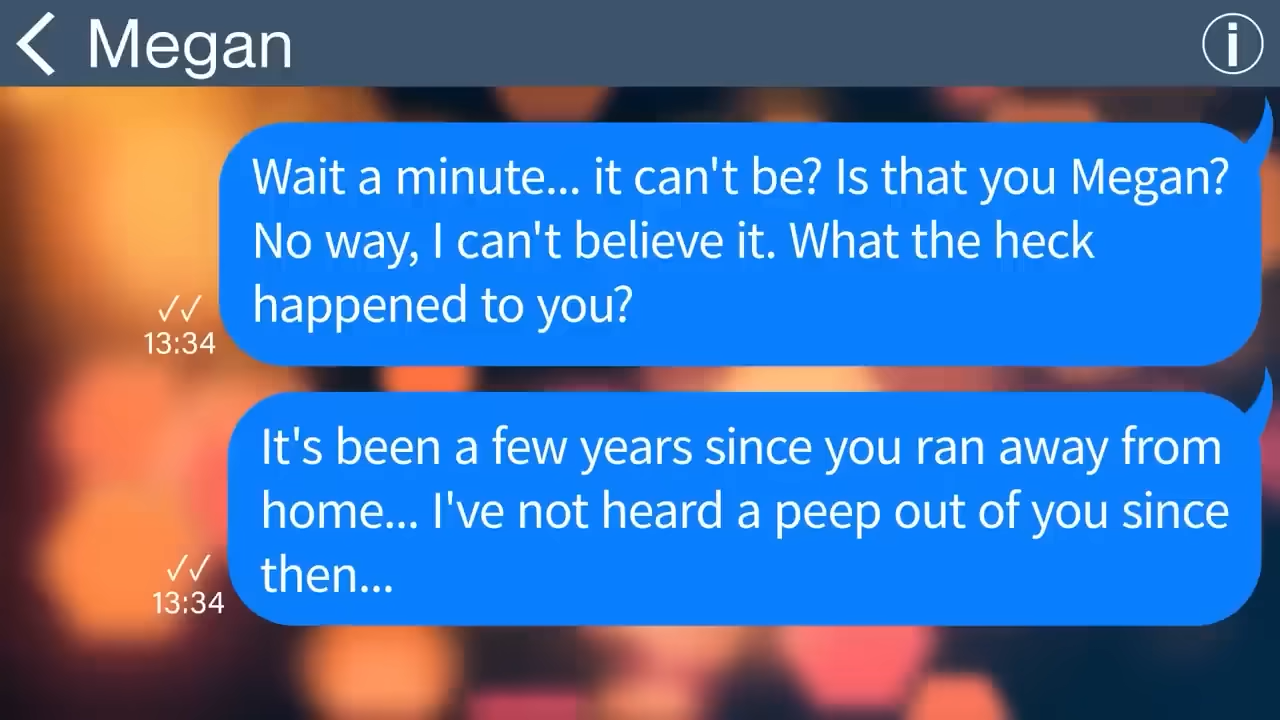 Megan
Wait a minute... it can't be? Is that you Megan?
No way, I can't believe it. What the heck
happened to you?
✓✓
13:34
It's been a few years since you ran away from
home... I've not heard a peep out of you since
then...
✓✓
13:34